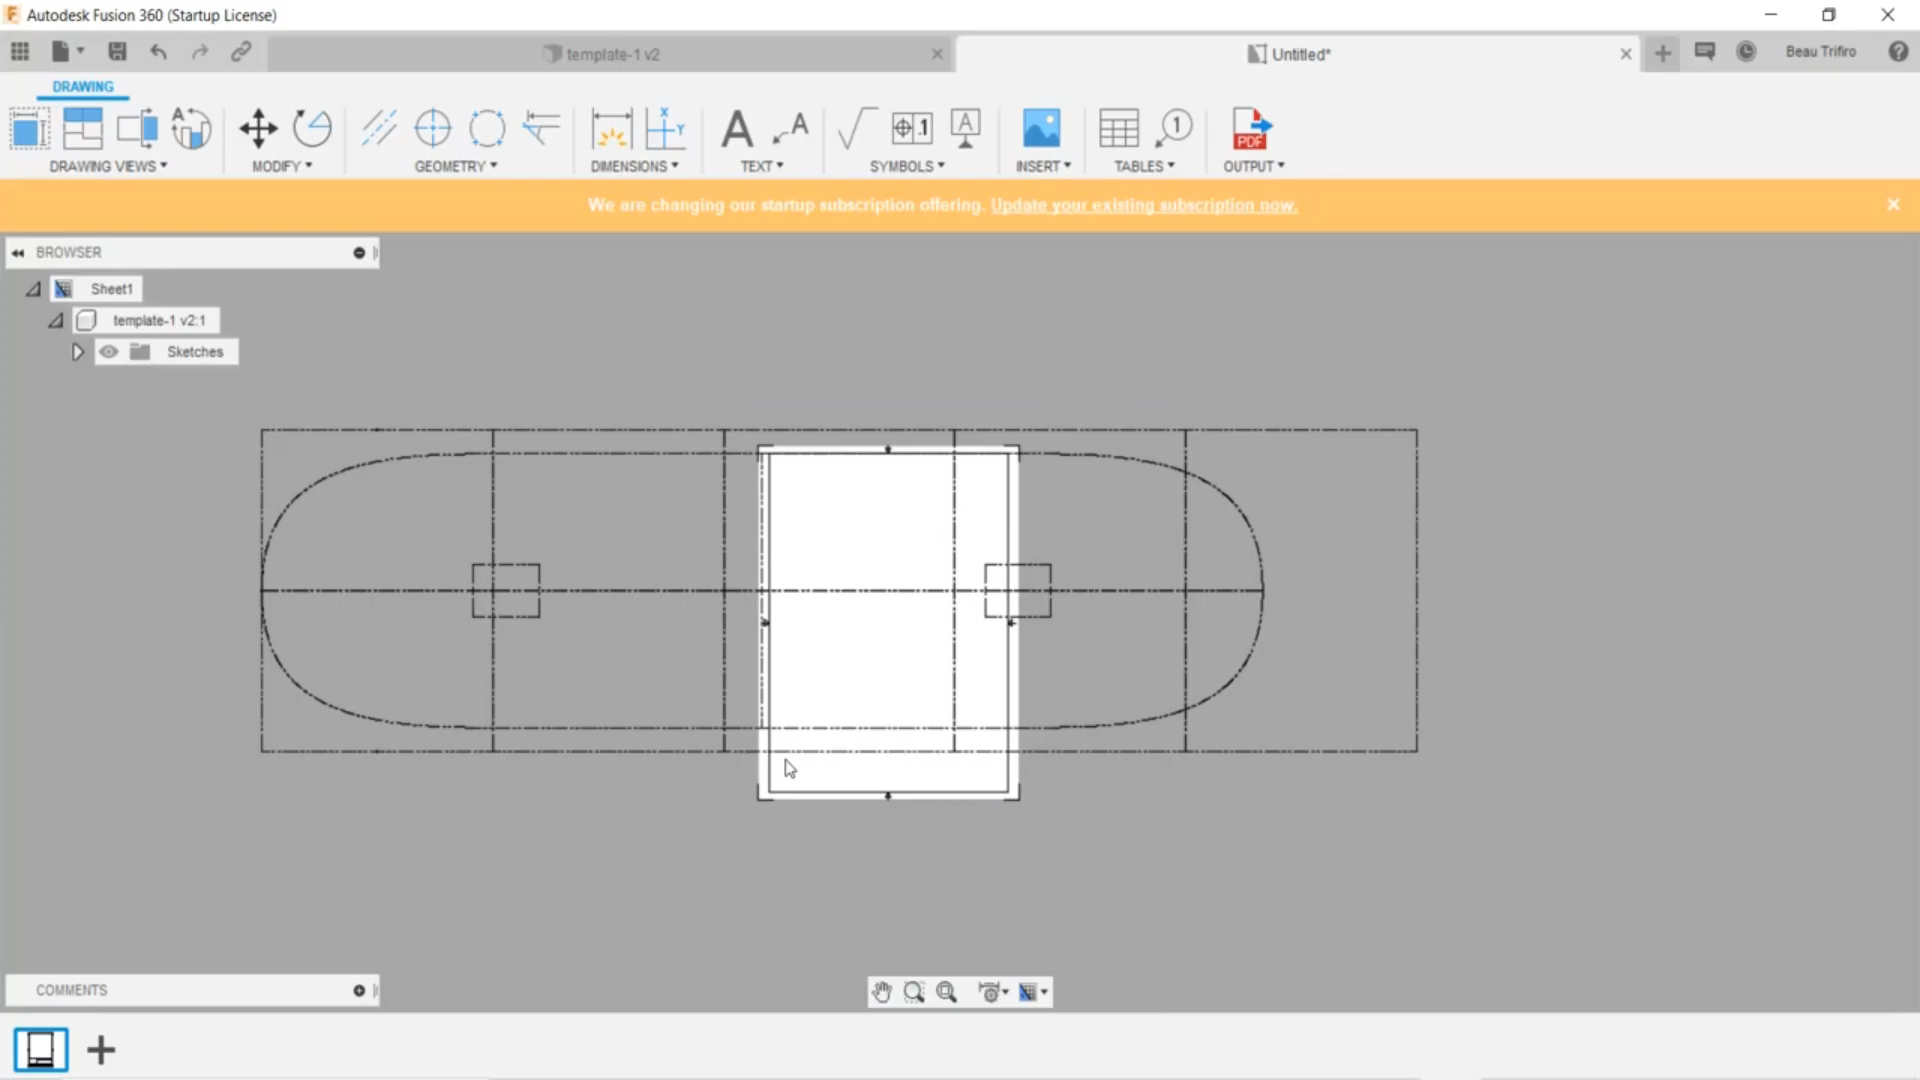 Autodesk Fusion 360 (Startup License)
template-1 v2
Untitled*
Beau Trifiro
DRAWING
DRAWING VIEWS
MODIFY
GEOMETRY
DIMENSIONS
TEXT
SYMBOLS
INSERT
TABLES
OUTPUT
We are changing our startup subscription offering. Update your existing subscription now.
BROWSER
Sheet1
template-1 v2:1
Sketches
COMMENTS